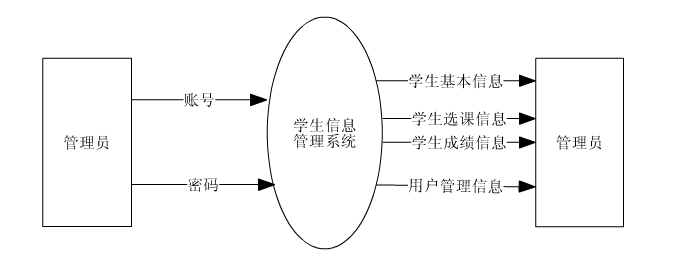 管理员
账号
密码
学生信息
管理系统
学生基本信息
学生选课信息
学生成绩信息
用户管理信息
管理员